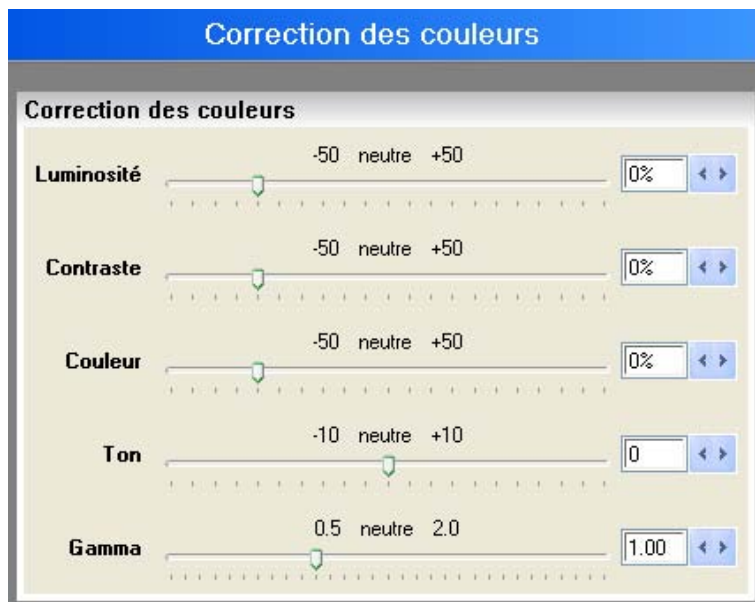 Correction des couleurs
Correction des couleurs
-50 neutre +50
Luminosité 0%
-50 neutre +50
Contraste 0%
-50 neutre +50
Couleur 0%
-10 neutre +10
Ton 0
0.5 neutre 2.0
Gamma 1.00